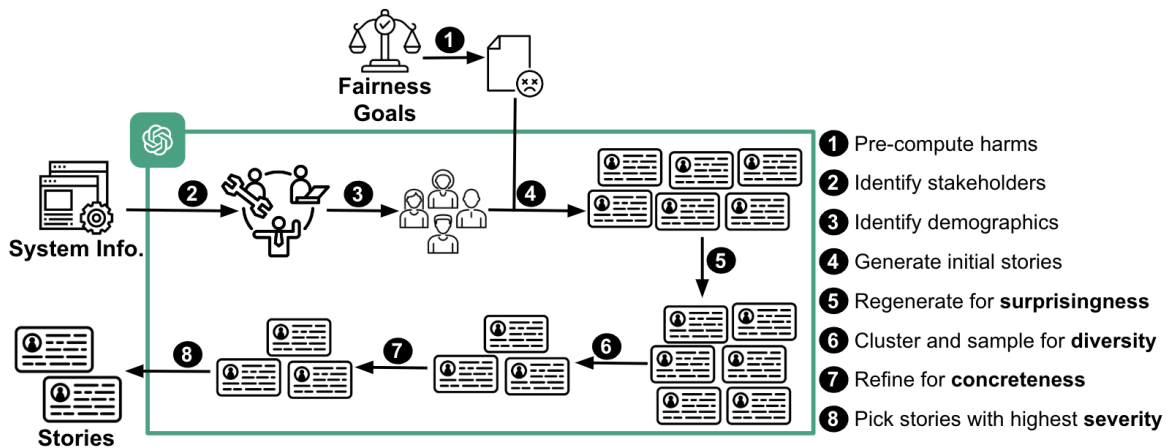 1
Fairness
Goals
System Info.
2
3
4
5
6
7
8
Stories
1 Pre-compute harms
2 Identify stakeholders
3 Identify demographics
4 Generate initial stories
5 Regenerate for surprisingness
6 Cluster and sample for diversity
7 Refine for concreteness
8 Pick stories with highest severity